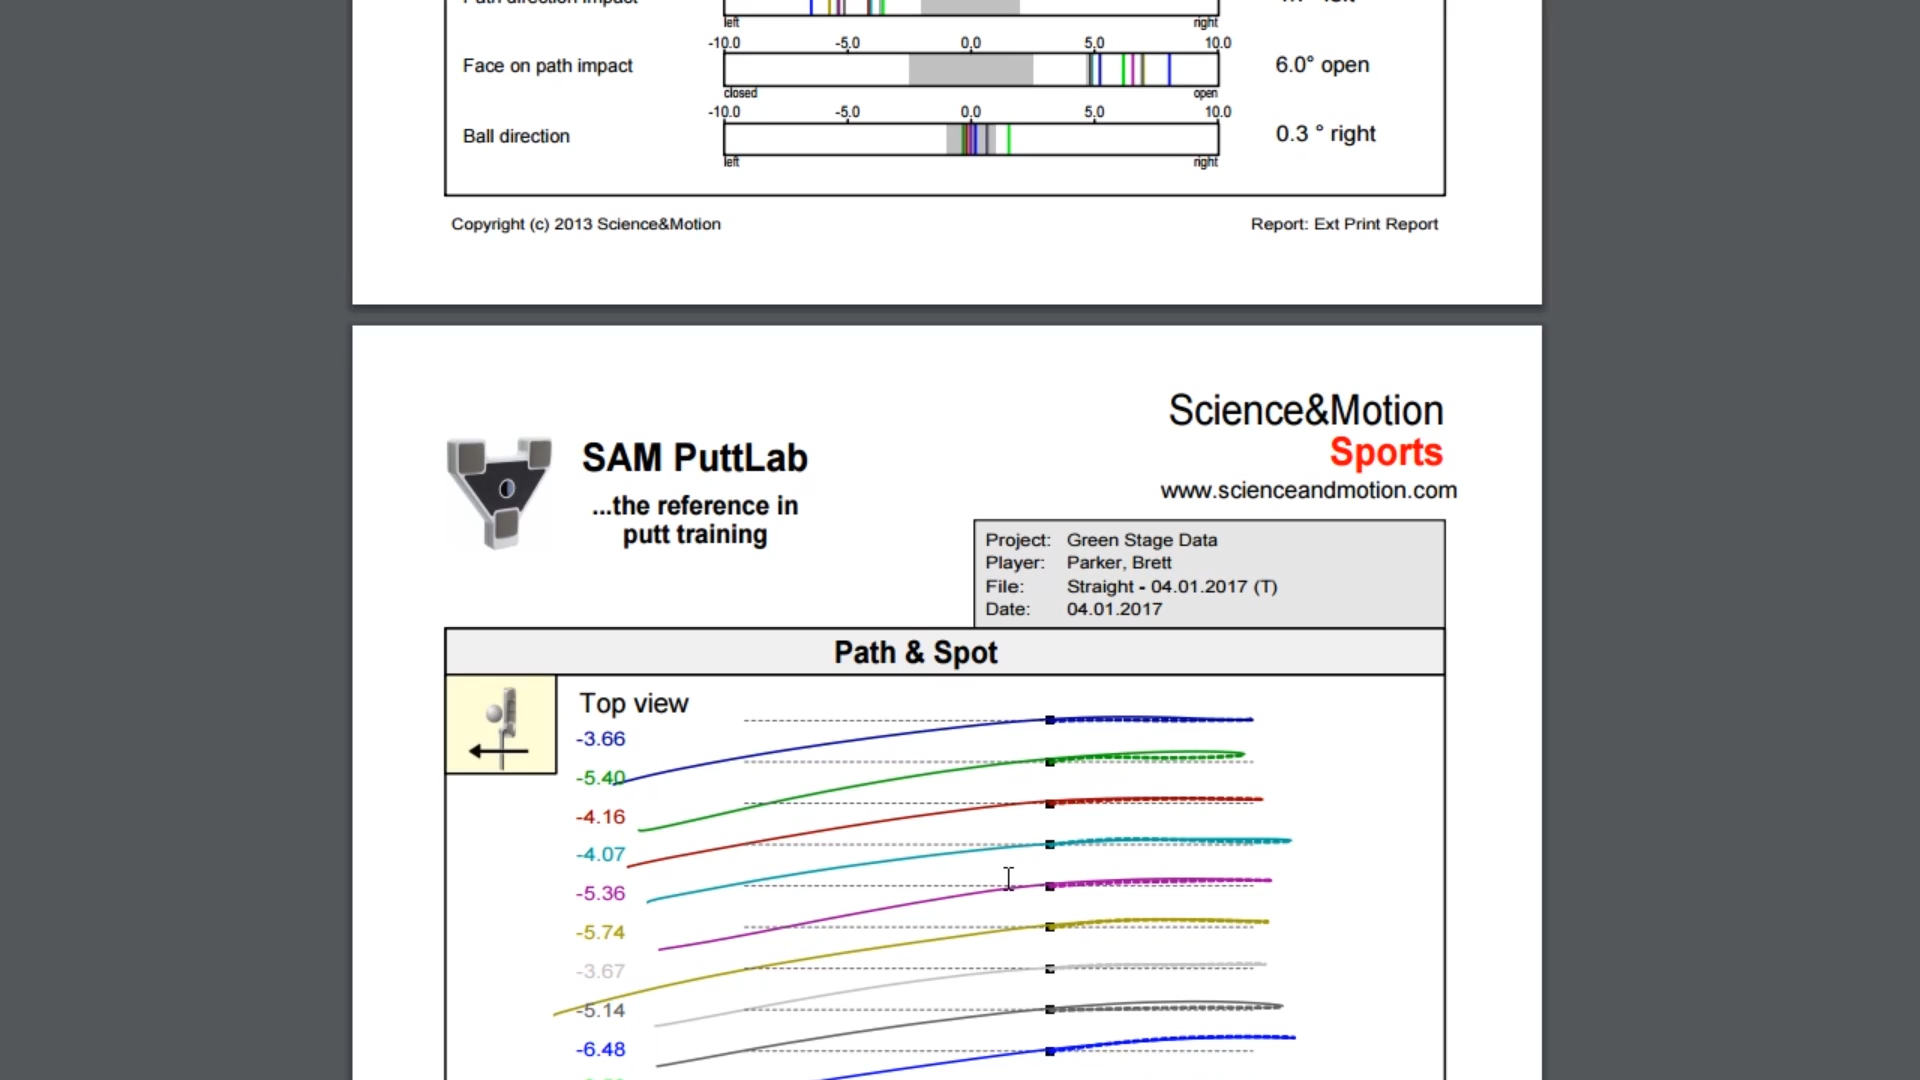 Path direction impact
left right
-10.0 -5.0 0.0 5.0 10.0
Face on path impact 6.0° open
closed open
-10.0 -5.0 0.0 5.0 10.0
Ball direction 0.3 ° right
left right
Copyright (c) 2013 Science&Motion Report: Ext Print Report
Science&Motion
Sports
www.scienceandmotion.com
SAM PuttLab
...the reference in
putt training
Project: Green Stage Data
Player: Parker, Brett
File: Straight - 04.01.2017 (T)
Date: 04.01.2017
Path & Spot
Top view
-3.66
-5.40
-4.16
-4.07
-5.36
-5.74
-3.67
-5.14
-6.48